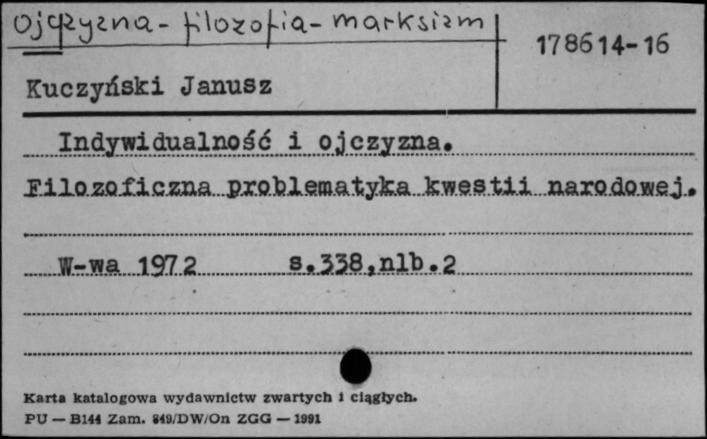 Ojczyzna - filozofia - marksizm
178614-16
Kuczyński Janusz
Indywidualność i ojczyzna.
Filozoficzna problematyka kwestii narodowej.
W-wa 1972 s.338,nlb.2
Karta katalogowa wydawnictw zwartych i ciągłych.
PU — B144 Zam. 849/DW/On ZGG — 1991